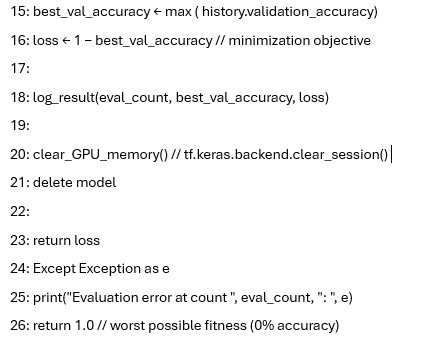 15: best_val_accuracy ← max ( history.validation_accuracy)
16: loss ← 1 – best_val_accuracy // minimization objective
17:
18: log_result(eval_count, best_val_accuracy, loss)
19:
20: clear_GPU_memory() // tf.keras.backend.clear_session()
21: delete model
22:
23: return loss
24: Except Exception as e
25: print("Evaluation error at count ", eval_count, ": ", e)
26: return 1.0 // worst possible fitness (0% accuracy)